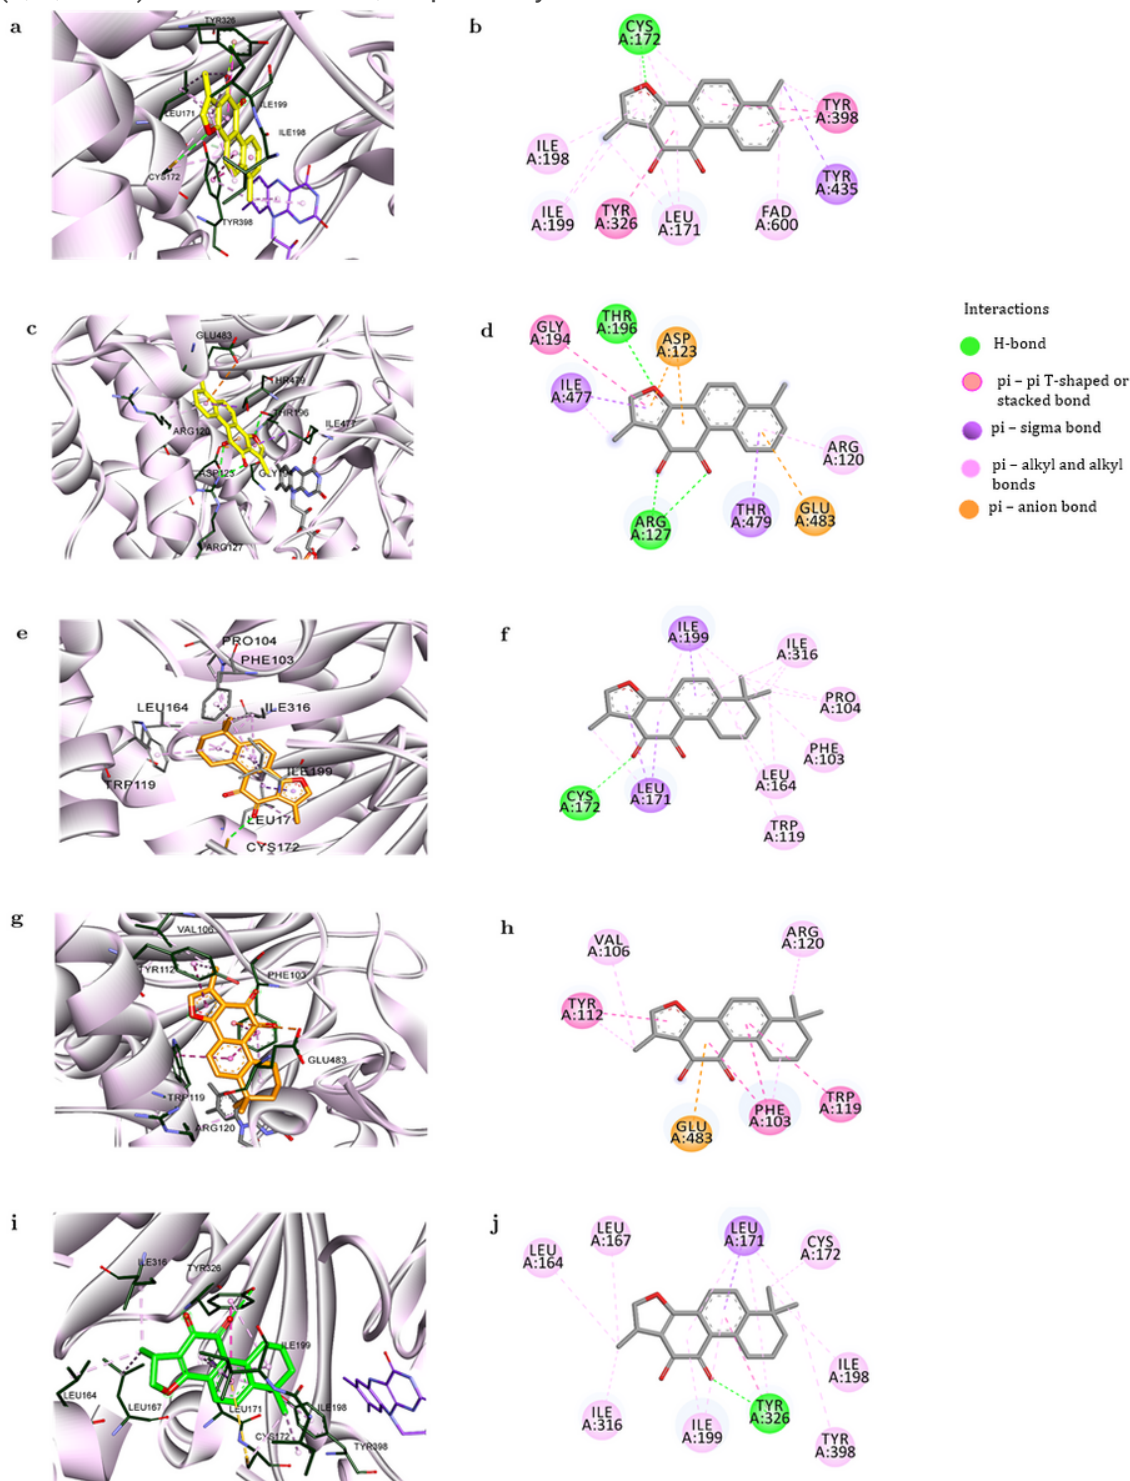 a
TYR326
LEU171
ILE199
ILE198
CYS172
TYR398
b
CYS
A:172
TYR
A:398
TYR
A:435
ILE
A:198
ILE
A:199
TYR
A:326
LEU
A:171
FAD
A:600
c
GLU483
THR479
THR196
ILE477
ARG120
ASP123
ARG127
d
GLY
A:194
THR
A:196
ASP
A:123
ILE
A:477
ARG
A:120
ARG
A:127
THR
A:479
GLU
A:483
Interactions
H-bond
pi – pi T-shaped or
stacked bond
pi – sigma bond
pi – alkyl and alkyl
bonds
pi – anion bond
e
PRO104
PHE103
LEU164
ILE316
TRP119
ILE199
LEU17
CYS172
f
ILE
A:199
ILE
A:316
PRO
A:104
PHE
A:103
LEU
A:164
TRP
A:119
CYS
A:172
LEU
A:171
g
VAL106
TYR112
PHE103
GLU483
TRP119
ARG120
h
VAL
A:106
ARG
A:120
TYR
A:112
GLU
A:483
PHE
A:103
TRP
A:119
i
ILE316
TYR326
ILE199
LEU164
LEU167
LEU171
ILE198
CYS172
TYR398
j
LEU
A:164
LEU
A:167
LEU
A:171
CYS
A:172
ILE
A:198
ILE
A:316
ILE
A:199
TYR
A:326
TYR
A:398